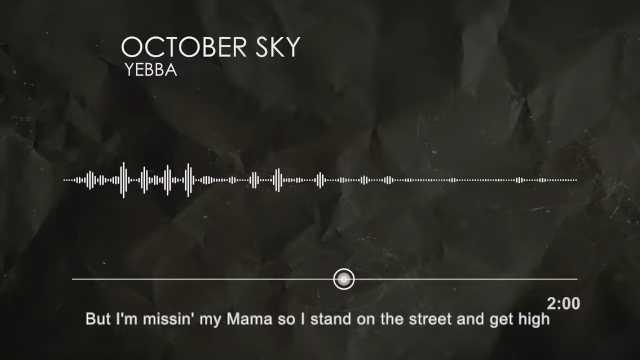 OCTOBER SKY
YEBBA
2:00
But I'm missin' my Mama so I stand on the street and get high